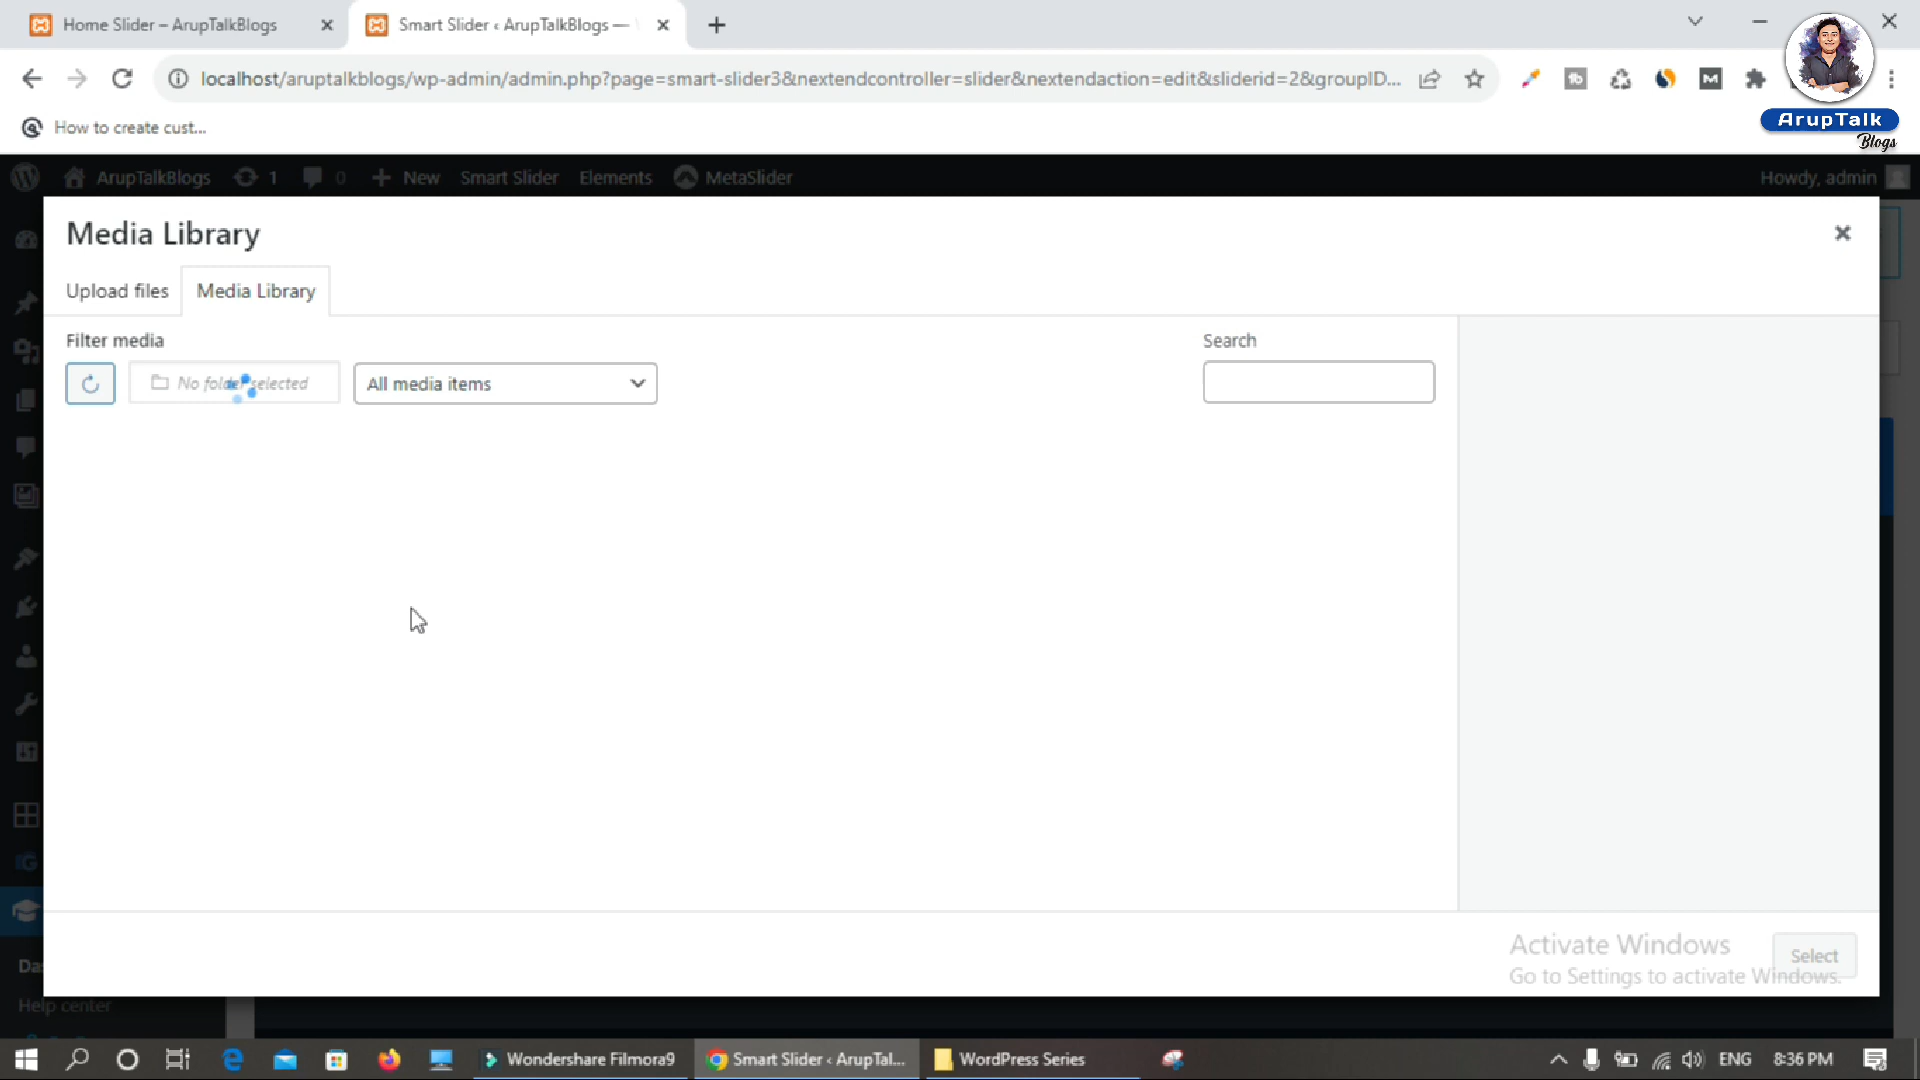 Home Slider – ArupTalkBlogs
Smart Slider ‹ ArupTalkBlogs —
localhost/aruptalkblogs/wp-admin/admin.php?page=smart-slider3&nextendcontroller=slider&nextendaction=edit&sliderid=2&groupID...
How to create cust...
ArupTalk
Blogs
ArupTalkBlogs
1
0
New
Smart Slider
Elements
MetaSlider
Howdy, admin
Media Library
Upload files
Media Library
Filter media
Search
No folder selected
All media items
Activate Windows
Go to Settings to activate Windows.
Select
Help center
Wondershare Filmora9
Smart Slider ‹ ArupTal...
WordPress Series
ENG
8:36 PM